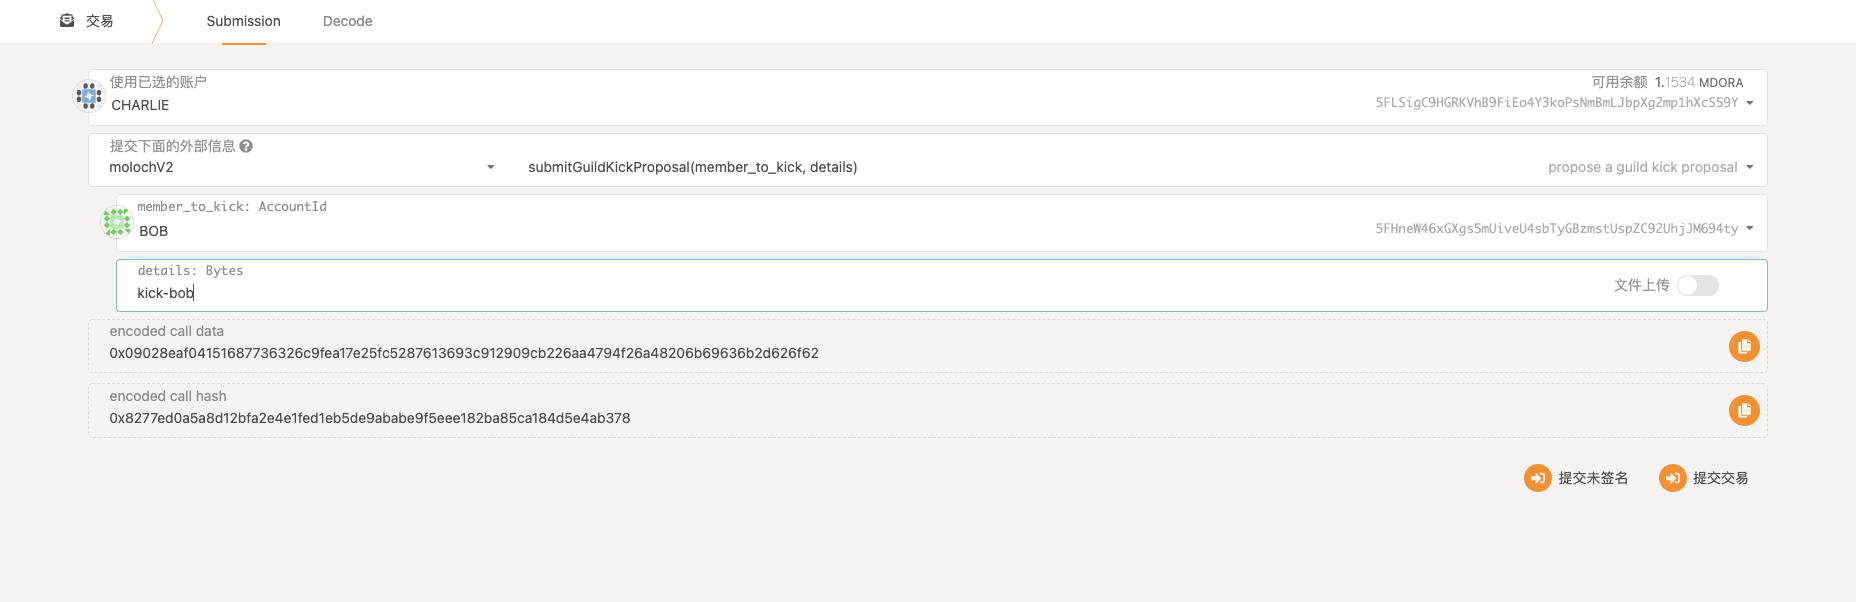 交易 Submission Decode
使用已选的账户 可用余额 1.1534 MDORA
CHARLIE 5FLSigC9HGRKVhB9FiEo4Y3koPsNmBmLJbpXg2mp1hXcS59Y
提交下面的外部信息
molochV2 submitGuildKickProposal(member_to_kick, details) propose a guild kick proposal
member_to_kick: AccountId
BOB 5FHneW46xGXgs5mUiveU4sbTyGBzmstUspZC92UhjJM694ty
details: Bytes
kick-bob 文件上传
encoded call data
0x09028eaf04151687736326c9fea17e25fc5287613693c912909cb226aa4794f26a48206b69636b2d626f62
encoded call hash
0x8277ed0a5a8d12bfa2e4e1fed1eb5de9ababe9f5eee182ba85ca184d5e4ab378
提交未签名 提交交易